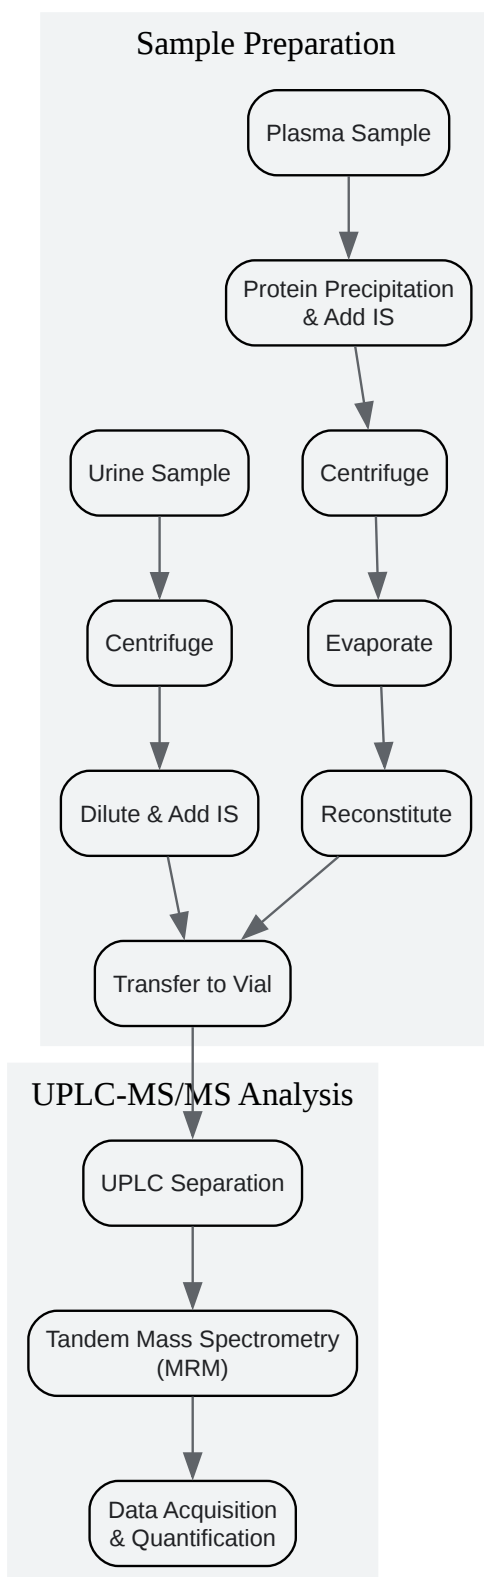 Sample Preparation
Plasma Sample
Protein Precipitation
& Add IS
Urine Sample
Centrifuge
Centrifuge
Evaporate
Dilute & Add IS
Reconstitute
Transfer to Vial
UPLC-MS/MS Analysis
UPLC Separation
Tandem Mass Spectrometry
(MRM)
Data Acquisition
& Quantification